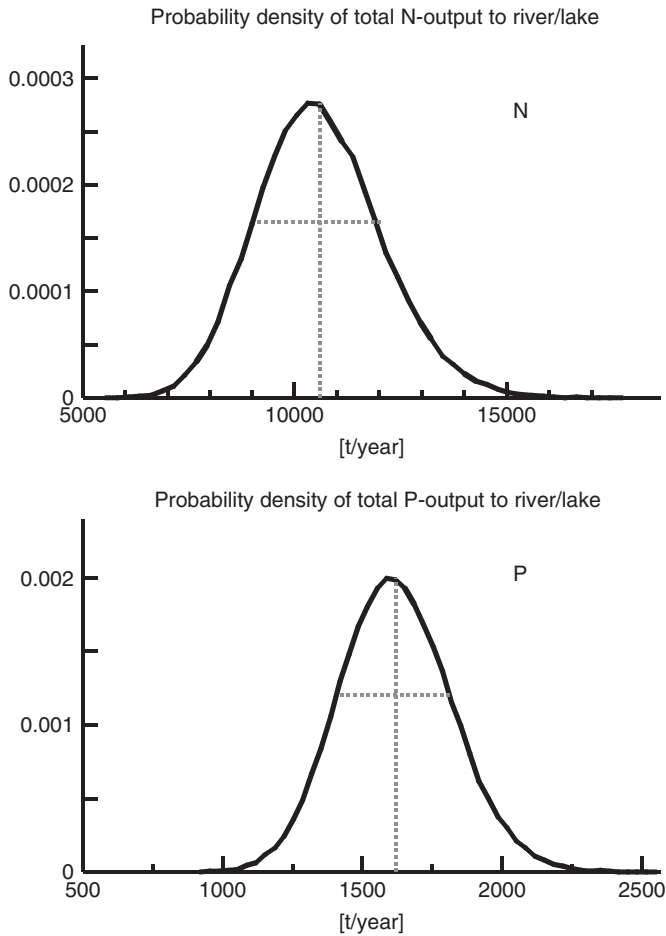 Probability density of total N-output to river/lake
0.0003
N
0.0002
0.0001
0
5000 10000 15000
[t/year]
Probability density of total P-output to river/lake
0.002
P
0.001
0
500 1000 1500 2000 2500
[t/year]